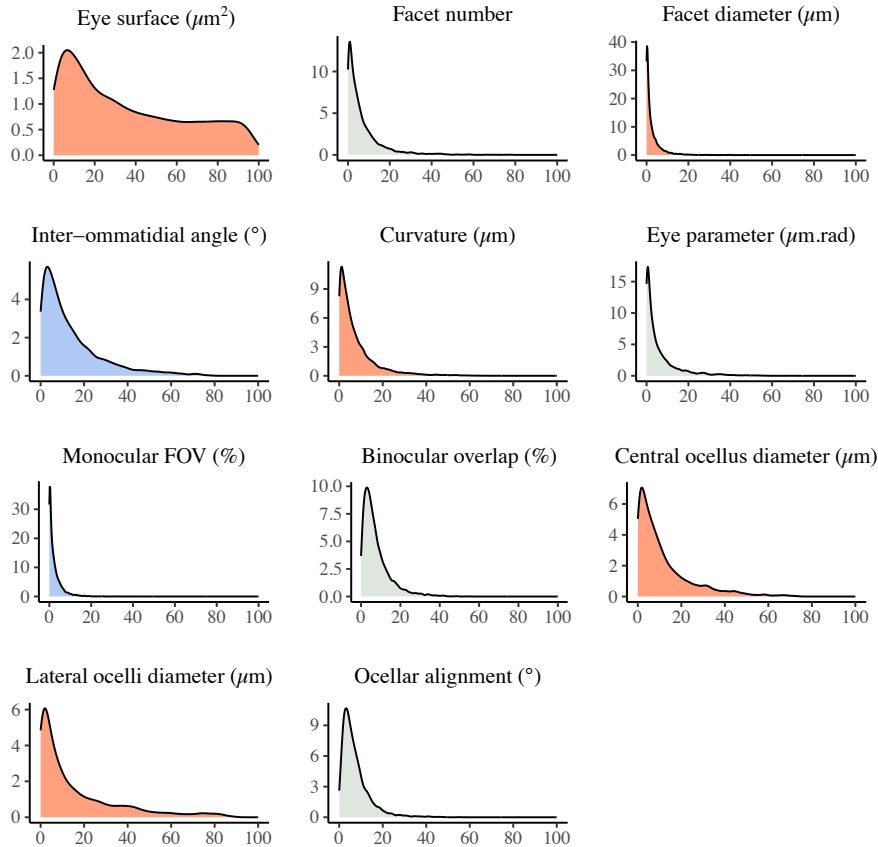 Eye surface (µm²)
Facet number
Facet diameter (µm)
2.0
1.5
1.0
0.5
0.0
0 20 40 60 80 100
10
5
0
0 20 40 60 80 100
40
30
20
10
0
0 20 40 60 80 100
Inter−ommatidial angle (°)
Curvature (µm)
Eye parameter (µm.rad)
4
2
0
0 20 40 60 80 100
9
6
3
0
0 20 40 60 80 100
15
10
5
0
0 20 40 60 80 100
Monocular FOV (%)
Binocular overlap (%)
Central ocellus diameter (µm)
30
20
10
0
0 20 40 60 80 100
10.0
7.5
5.0
2.5
0.0
0 20 40 60 80 100
6
4
2
0
0 20 40 60 80 100
Lateral ocelli diameter (µm)
Ocellar alignment (°)
6
4
2
0
0 20 40 60 80 100
9
6
3
0
0 20 40 60 80 100